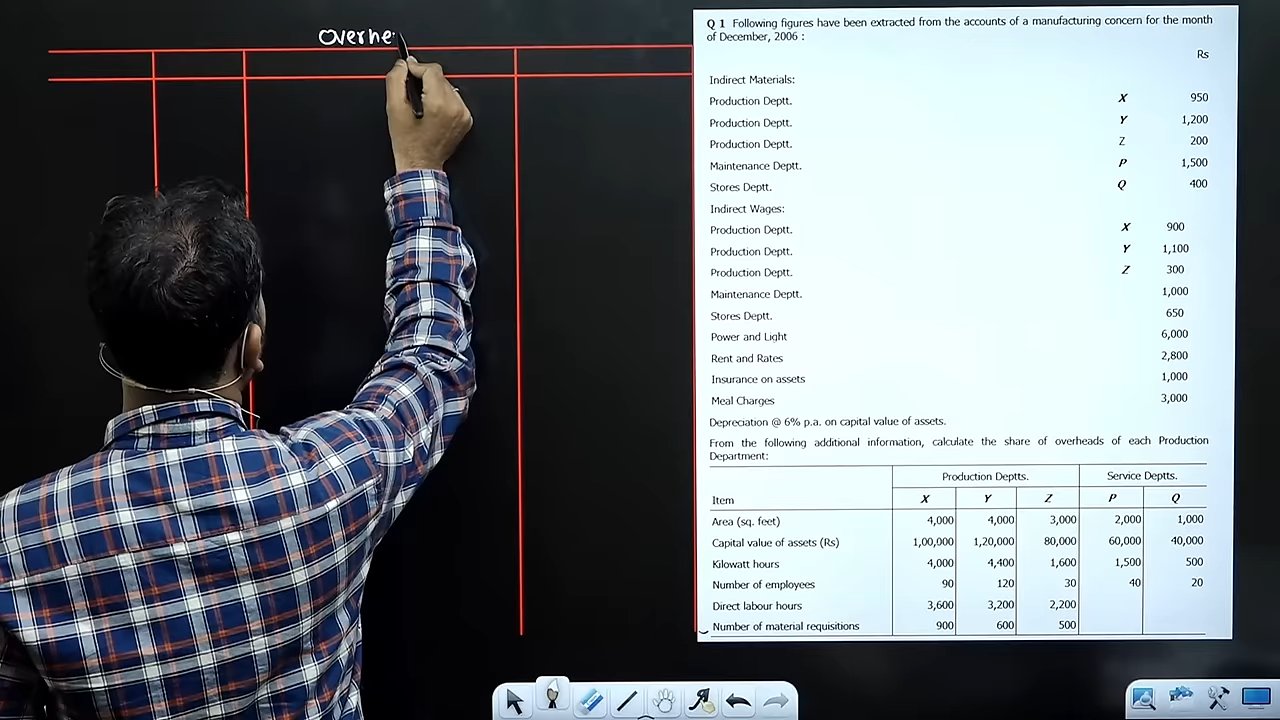 Overhe
Q 1 Following figures have been extracted from the accounts of a manufacturing concern for the month
of December, 2006 :
Rs
Indirect Materials:
Production Deptt. X 950
Production Deptt. Y 1,200
Production Deptt. Z 200
Maintenance Deptt. P 1,500
Stores Deptt. Q 400
Indirect Wages:
Production Deptt. X 900
Production Deptt. Y 1,100
Production Deptt. Z 300
Maintenance Deptt. 1,000
Stores Deptt. 650
Power and Light 6,000
Rent and Rates 2,800
Insurance on assets 1,000
Meal Charges 3,000
Depreciation @ 6% p.a. on capital value of assets.
From the following additional information, calculate the share of overheads of each Production
Department:
Production Deptts. Service Deptts.
Item X Y Z P Q
Area (sq. feet) 4,000 4,000 3,000 2,000 1,000
Capital value of assets (Rs) 1,00,000 1,20,000 80,000 60,000 40,000
Kilowatt hours 4,000 4,400 1,600 1,500 500
Number of employees 90 120 30 40 20
Direct labour hours 3,600 3,200 2,200
Number of material requisitions 900 600 500